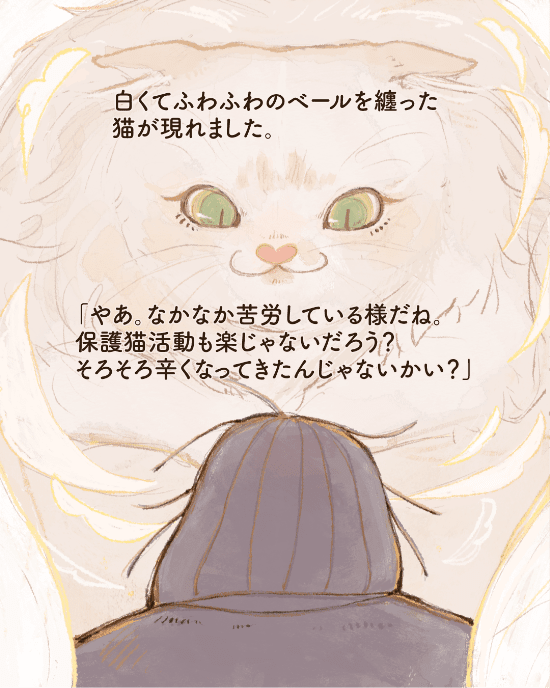 白くてふわふわのベールを纏った
猫が現れました。
「やあ。なかなか苦労している様だね。
保護猫活動も楽じゃないだろう?
そろそろ辛くなってきたんじゃないかい?」